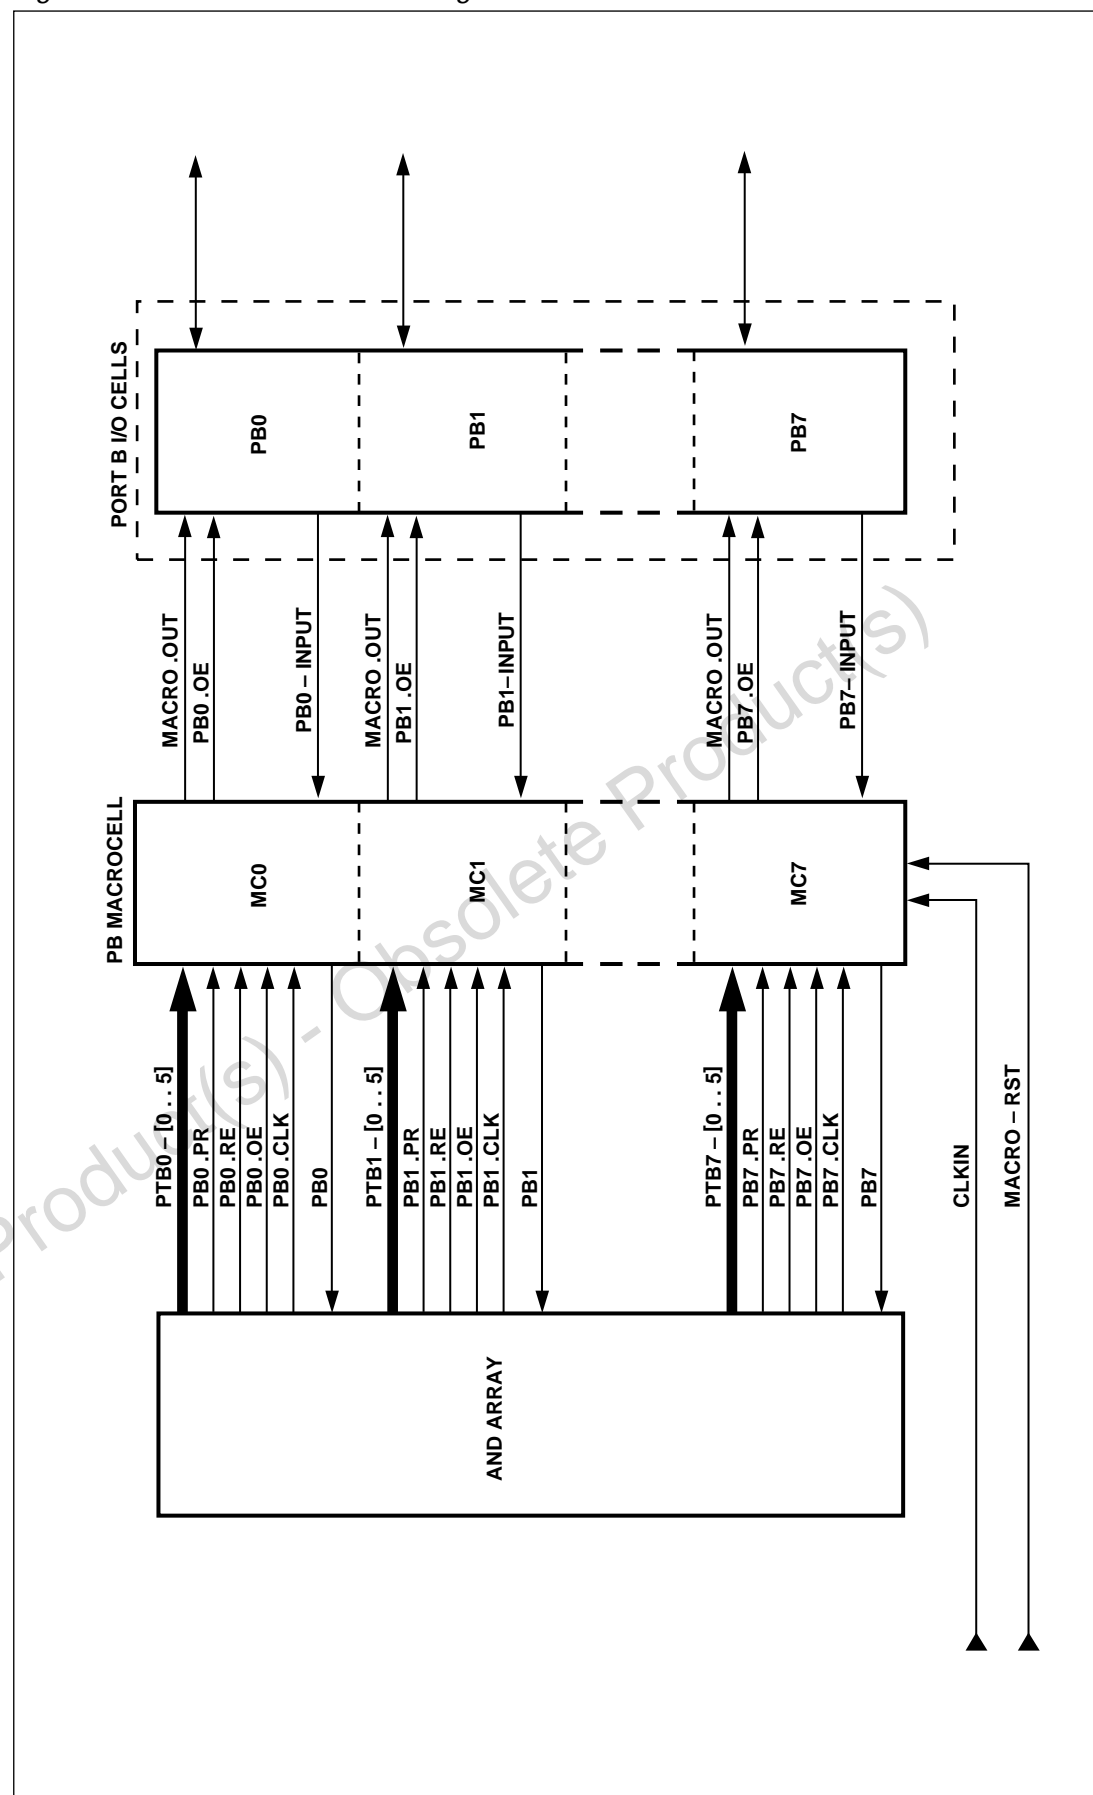 PORT B I/O CELLS
PB0
PB1
PB7
MACRO .OUT
PB0 .OE
PB0 – INPUT
MACRO .OUT
PB1 .OE
PB1– INPUT
MACRO .OUT
PB7 .OE
PB7– INPUT
PB MACROCELL
MC0
MC1
MC7
PTB0 – [0 . . 5]
PB0 .PR
PB0 .RE
PB0 .OE
PB0 .CLK
PB0
PTB1 – [0 . . 5]
PB1 .PR
PB1 .RE
PB1 .OE
PB1 .CLK
PB1
PTB7 – [0 . . 5]
PB7 .PR
PB7 .RE
PB7 .OE
PB7 .CLK
PB7
CLKIN
MACRO – RST
AND ARRAY
Product(s) - Obsolete Product(s)